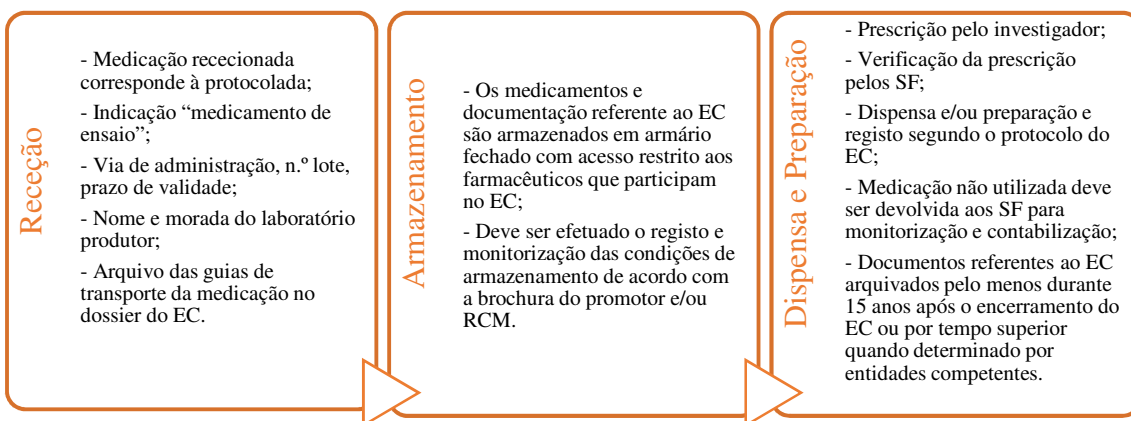 Receção
- Medicação rececionada
corresponde à protocolada;
- Indicação “medicamento de
ensaio”;
- Via de administração, n.º lote,
prazo de validade;
- Nome e morada do laboratório
produtor;
- Arquivo das guias de
transporte da medicação no
dossier do EC.
Armazenamento
- Os medicamentos e
documentação referente ao EC
são armazenados em armário
fechado com acesso restrito aos
farmacêuticos que participam
no EC;
- Deve ser efetuado o registo e
monitorização das condições de
armazenamento de acordo com
a brochura do promotor e/ou
RCM.
Dispensa e Preparação
- Prescrição pelo investigador;
- Verificação da prescrição
pelos SF;
- Dispensa e/ou preparação e
registo segundo o protocolo do
EC;
- Medicação não utilizada deve
ser devolvida aos SF para
monitorização e contabilização;
- Documentos referentes ao EC
arquivados pelo menos durante
15 anos após o encerramento do
EC ou por tempo superior
quando determinado por
entidades competentes.